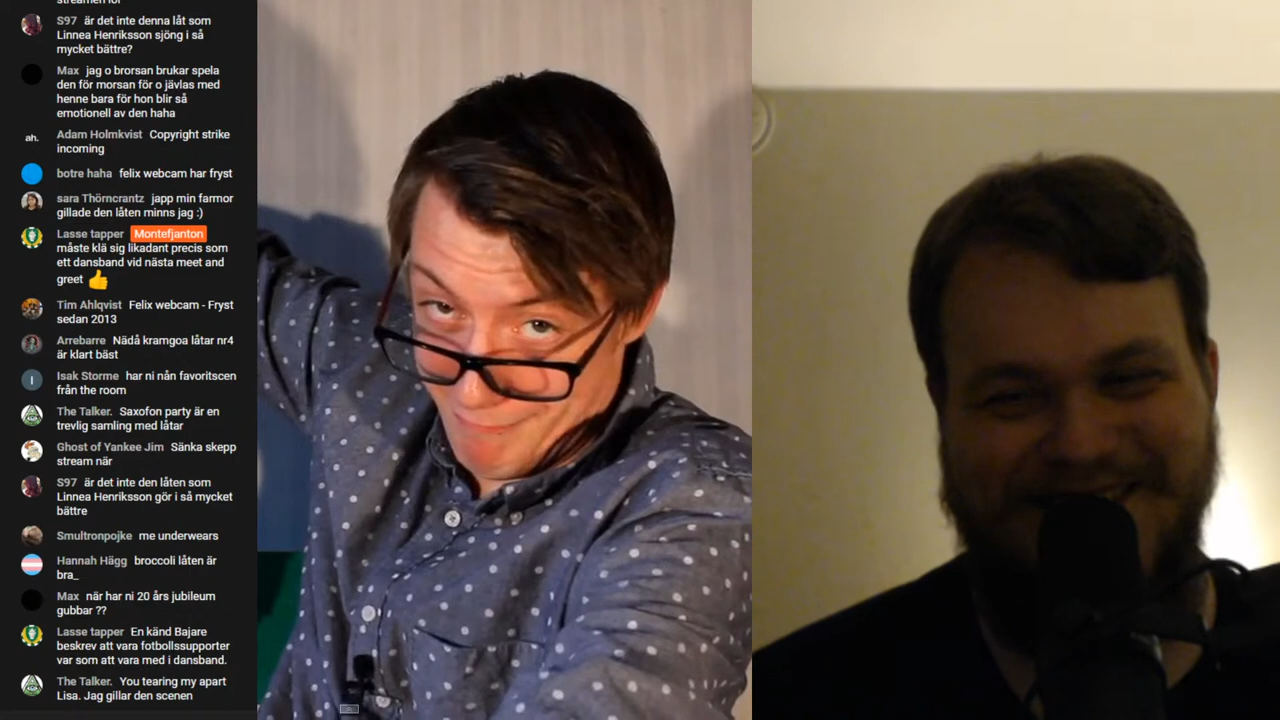 streamen lol
S97 är det inte denna låt som
Linnea Henriksson sjöng i så
mycket bättre?
Max jag o brorsan brukar spela
den för morsan för o jävlas med
henne bara för hon blir så
emotionell av den haha
ah.
Adam Holmkvist Copyright strike
incoming
botre haha felix webcam har fryst
sara Thörncrantz japp min farmor
gillade den låten minns jag :)
Lasse tapper Montefjanton
måste klä sig likadant precis som
ett dansband vid nästa meet and
greet 👍
Tim Ahlqvist Felix webcam - Fryst
sedan 2013
Arrebarre Nädå kramgoa låtar nr4
är klart bäst
I
Isak Storme har ni nån favoritscen
från the room
The Talker. Saxofon party är en
trevlig samling med låtar
Ghost of Yankee Jim Sänka skepp
stream när
S97 är det inte den låten som
Linnea Henriksson gör i så mycket
bättre
Smultronpojke me underwears
Hannah Hägg broccoli låten är
bra_
Max när har ni 20 års jubileum
gubbar ??
Lasse tapper En känd Bajare
beskrev att vara fotbollssupporter
var som att vara med i dansband.
The Talker. You tearing my apart
Lisa. Jag gillar den scenen